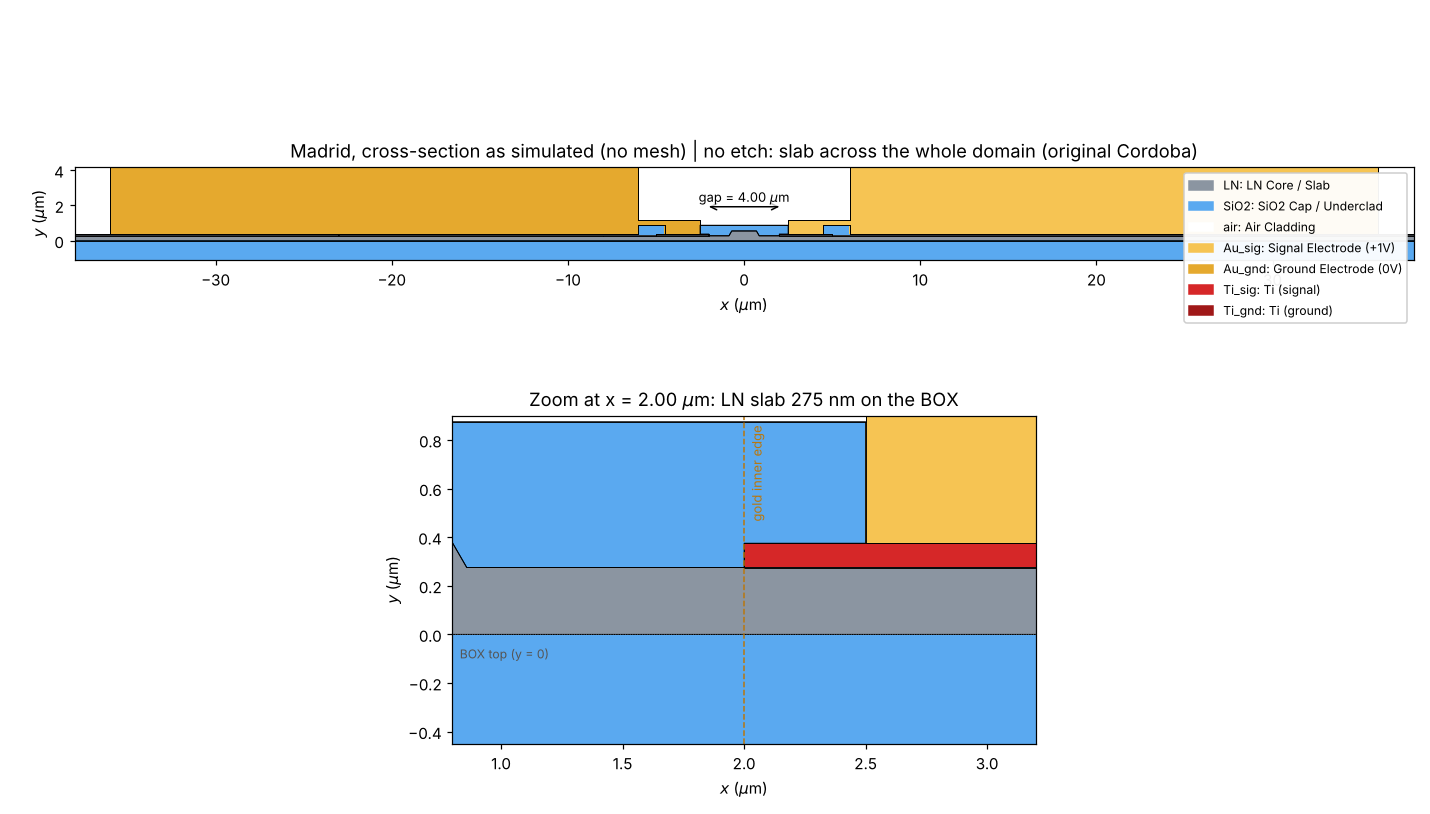 Madrid, cross-section as simulated (no mesh) | no etch: slab across the whole domain (original Cordoba)
4
2
0
y (μm)
gap = 4.00 μm
LN: LN Core / Slab
SiO2: SiO2 Cap / Underclad
air: Air Cladding
Au_sig: Signal Electrode (+1V)
Au_gnd: Ground Electrode (0V)
Ti_sig: Ti (signal)
Ti_gnd: Ti (ground)
−30
−20
−10
0
10
20
x (μm)
Zoom at x = 2.00 μm: LN slab 275 nm on the BOX
0.8
0.6
0.4
0.2
0.0
−0.2
−0.4
y (μm)
gold inner edge
BOX top (y = 0)
1.0
1.5
2.0
2.5
3.0
x (μm)